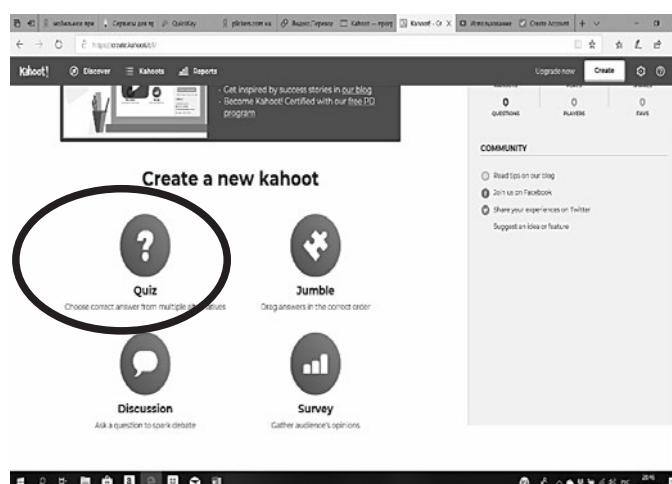 QuickKey
Create Account
Kahoot!
Discover
Kahoots
Reports
Upgrade now
Create
- Get inspired by success stories in our blog
- Become Kahoot! Certified with our free PD
program
0
0
0
QUESTIONS
PLAYERS
FAVS
COMMUNITY
Read tips on our blog
Join us on Facebook
Share your experiences on Twitter
Suggest an idea or feature
Create a new kahoot
?
Quiz
Choose correct answer from multiple alternatives
Jumble
Drag answers in the correct order
Discussion
Ask a question to spark debate
Survey
Gather audience's opinions